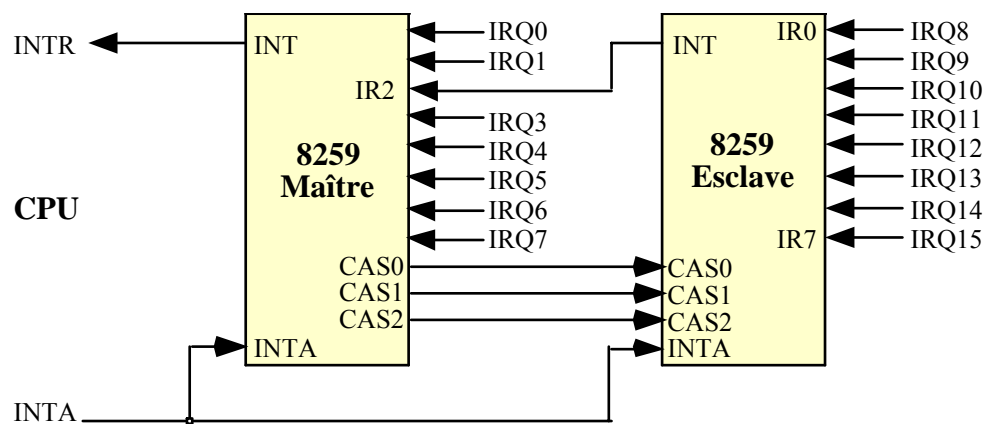 INTR
INT
IR2
8259
Maître
CAS0
CAS1
CAS2
INTA
IRQ0
IRQ1
IRQ3
IRQ4
IRQ5
IRQ6
IRQ7
INT
IR0
8259
Esclave
IR7
CAS0
CAS1
CAS2
INTA
IRQ8
IRQ9
IRQ10
IRQ11
IRQ12
IRQ13
IRQ14
IRQ15
CPU
INTA